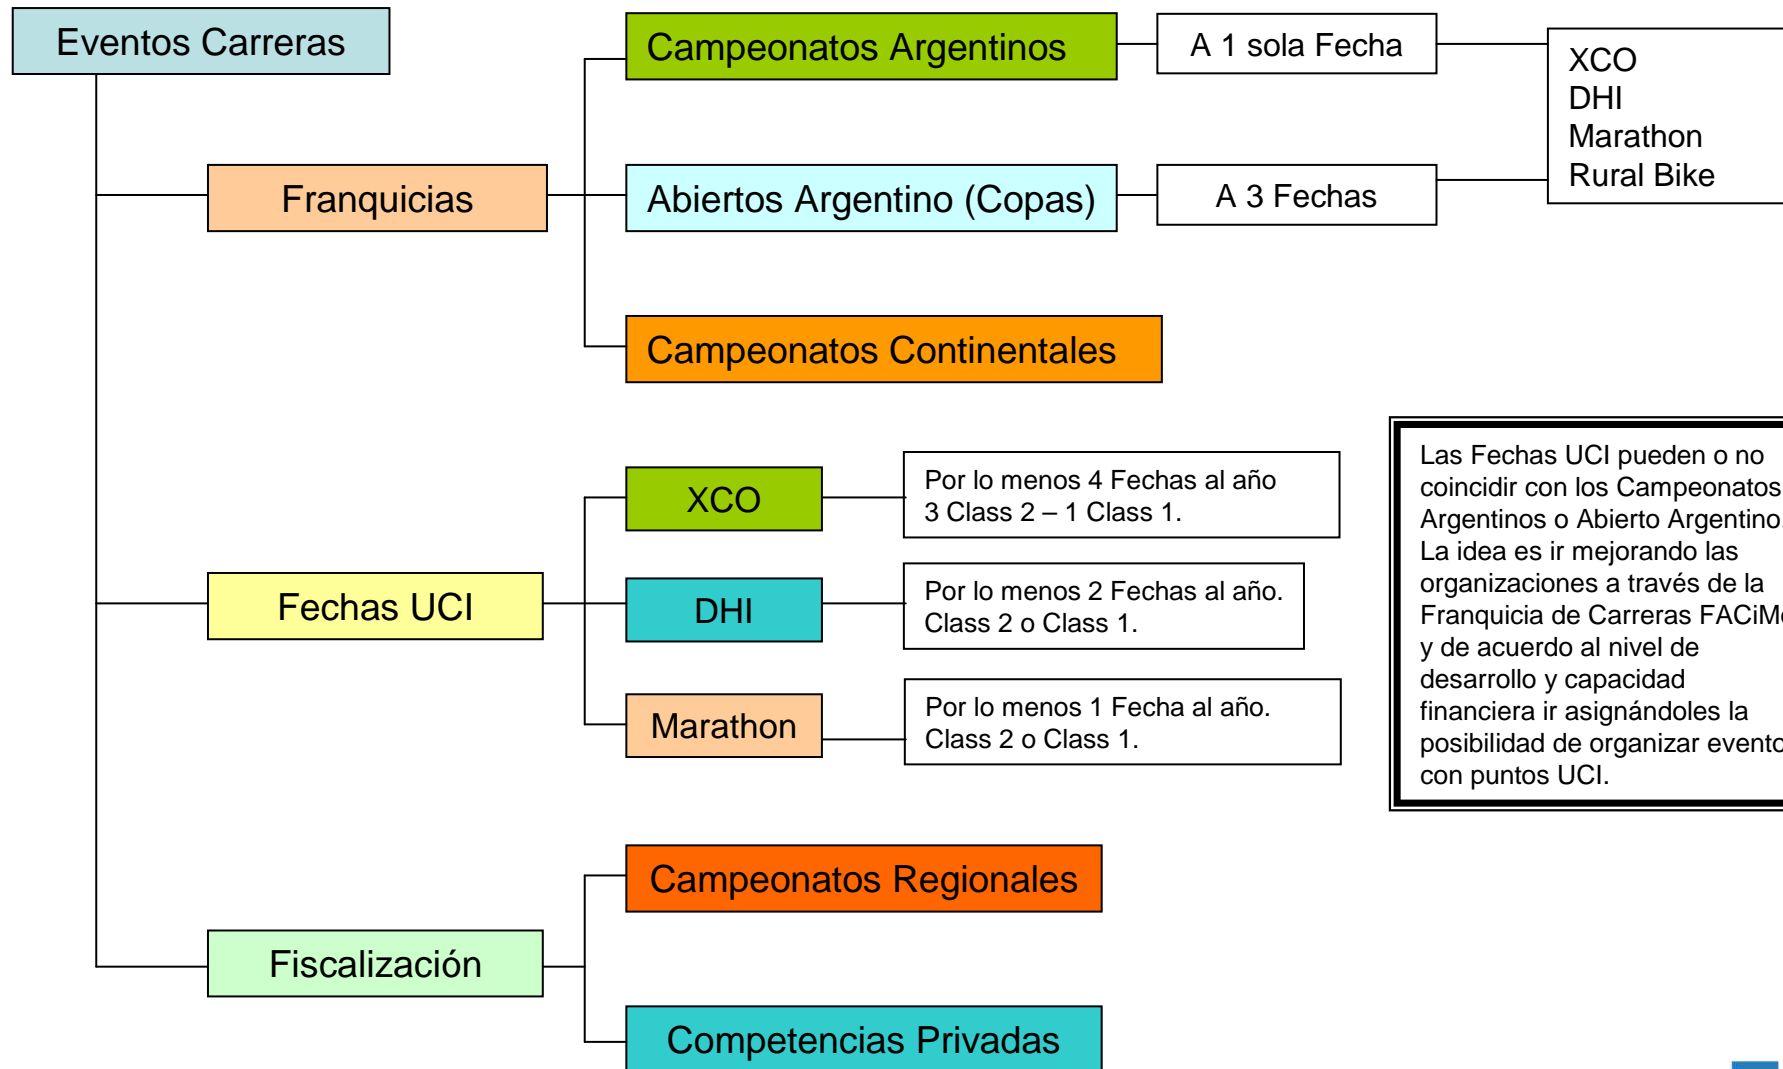 Eventos Carreras
Campeonatos Argentinos
A 1 sola Fecha
XCO
DHI
Marathon
Rural Bike
Franquicias
Abiertos Argentino (Copas)
A 3 Fechas
Campeonatos Continentales
Las Fechas UCI pueden o no
coincidir con los Campeonatos
Argentinos o Abierto Argentino.
La idea es ir mejorando las
organizaciones a través de la
Franquicia de Carreras
y de acuerdo al nivel de
desarrollo y capacidad
financiera ir asignándoles la
posibilidad de organizar
con puntos UCI.
Fechas UCI
XCO
Por lo menos 4 Fechas al año
3 Class 2 – 1 Class 1.
DHI
Por lo menos 2 Fechas al año.
Class 2 o Class 1.
Marathon
Por lo menos 1 Fecha al año.
Class 2 o Class 1.
Fiscalización
Campeonatos Regionales
Competencias Privadas